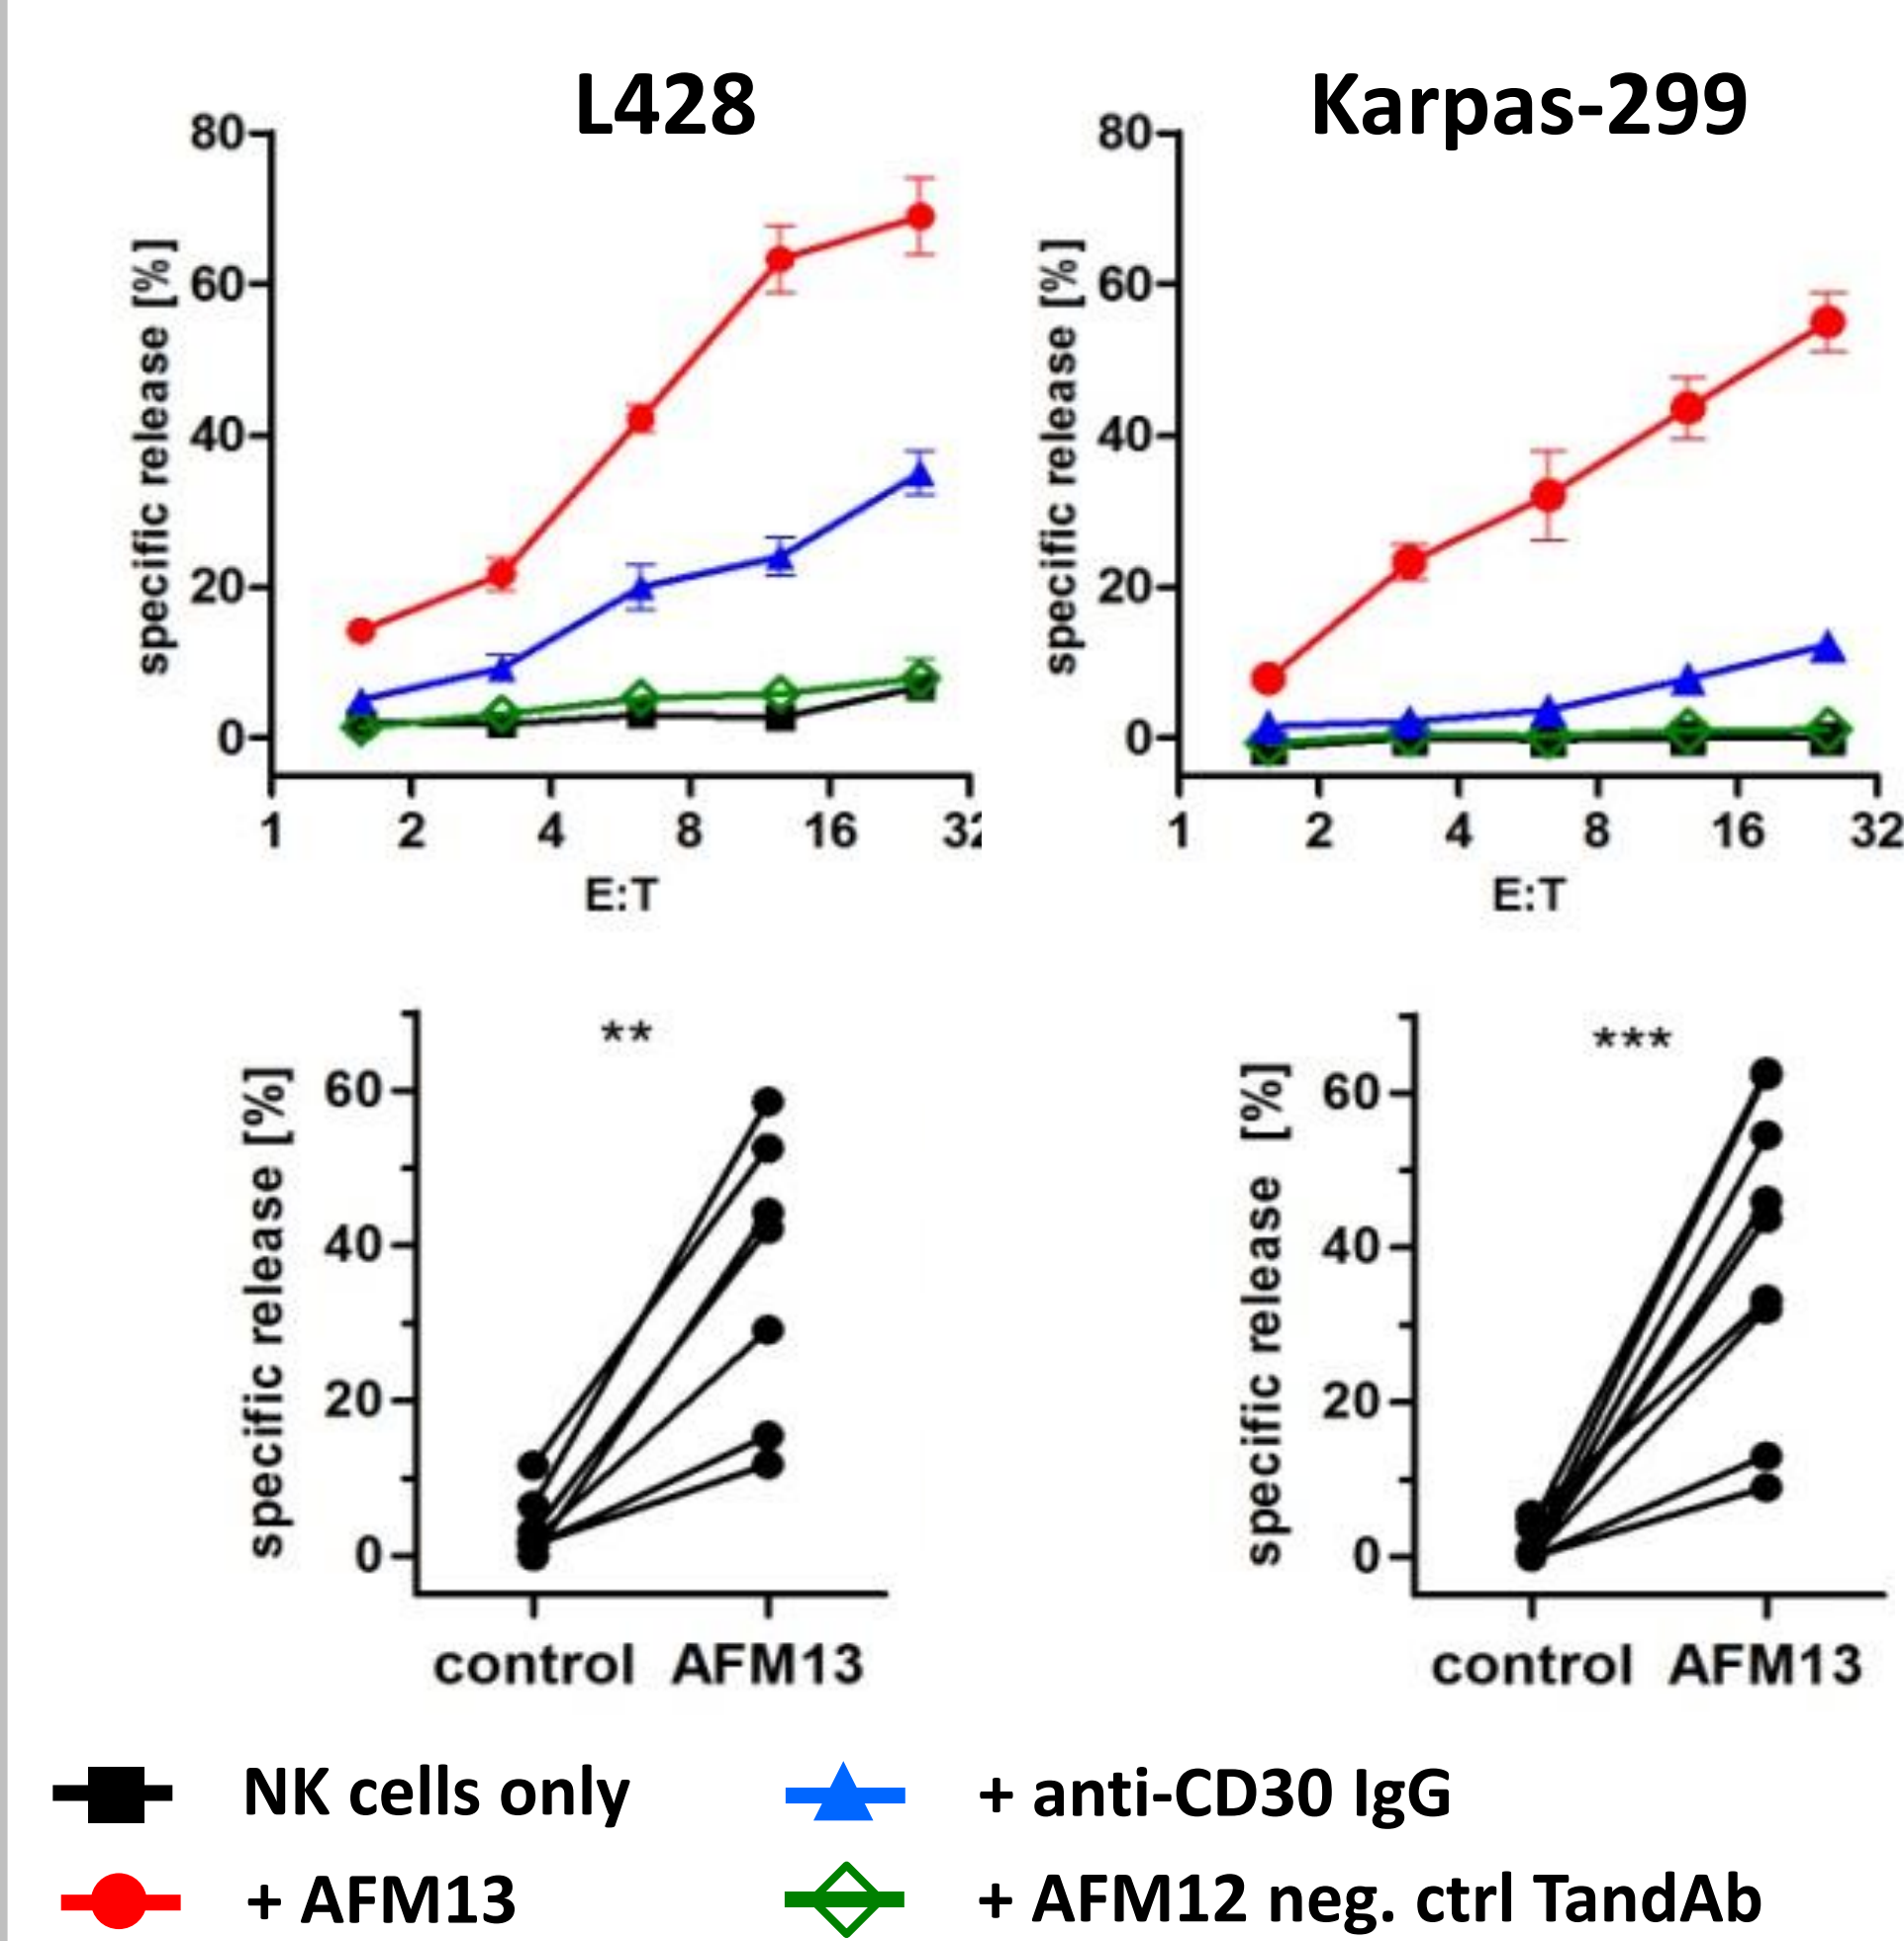 L428
Karpas-299
specific release [%]
80
60
40
20
0
1 2 4 8 16 32
E:T
specific release [%]
80
60
40
20
0
1 2 4 8 16 32
E:T
**
specific release [%]
60
40
20
0
control AFM13
***
specific release [%]
60
40
20
0
control AFM13
NK cells only
+ anti-CD30 IgG
+ AFM13
+ AFM12 neg. ctrl TandAb